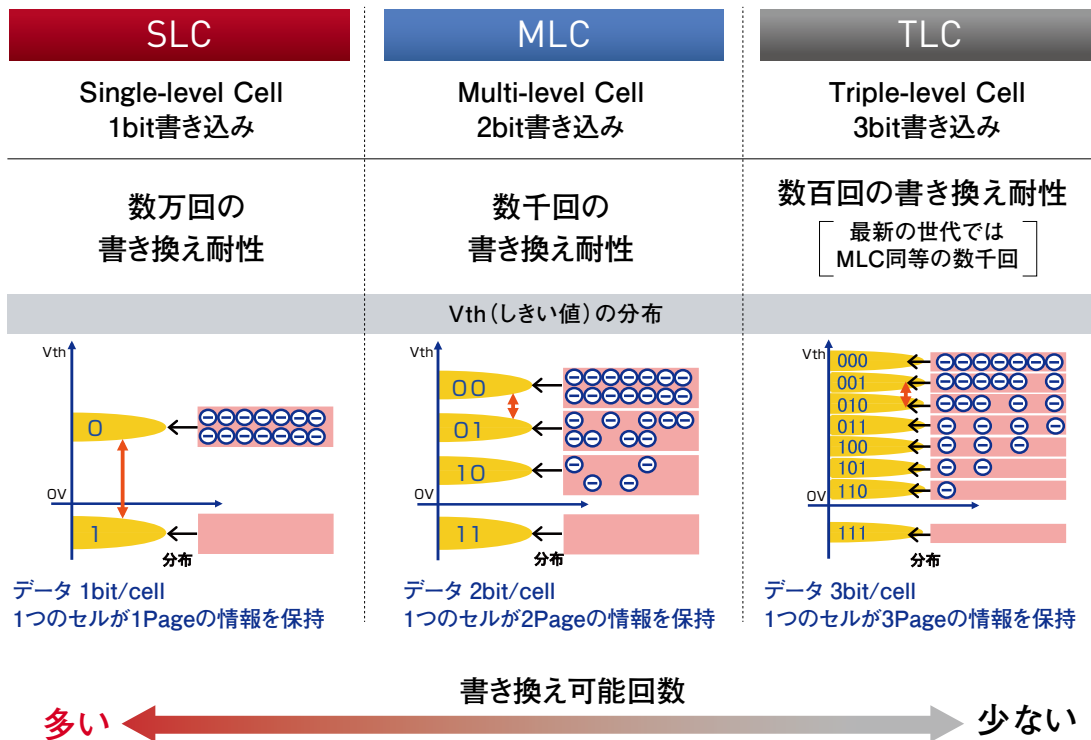 SLC
MLC
TLC
Single-level Cell
1bit書き込み
Multi-level Cell
2bit書き込み
Triple-level Cell
3bit書き込み
数万回の
書き換え耐性
数千回の
書き換え耐性
数百回の書き換え耐性
最新の世代では
MLC同等の数千回
Vth(しきい値)の分布
Vth
0
0V
1
分布
Vth
00
01
10
0V
11
分布
Vth
000
001
010
011
100
101
110
0V
111
分布
データ 1bit/cell
1つのセルが1Pageの情報を保持
データ 2bit/cell
1つのセルが2Pageの情報を保持
データ 3bit/cell
1つのセルが3Pageの情報を保持
書き換え可能回数
多い
少ない